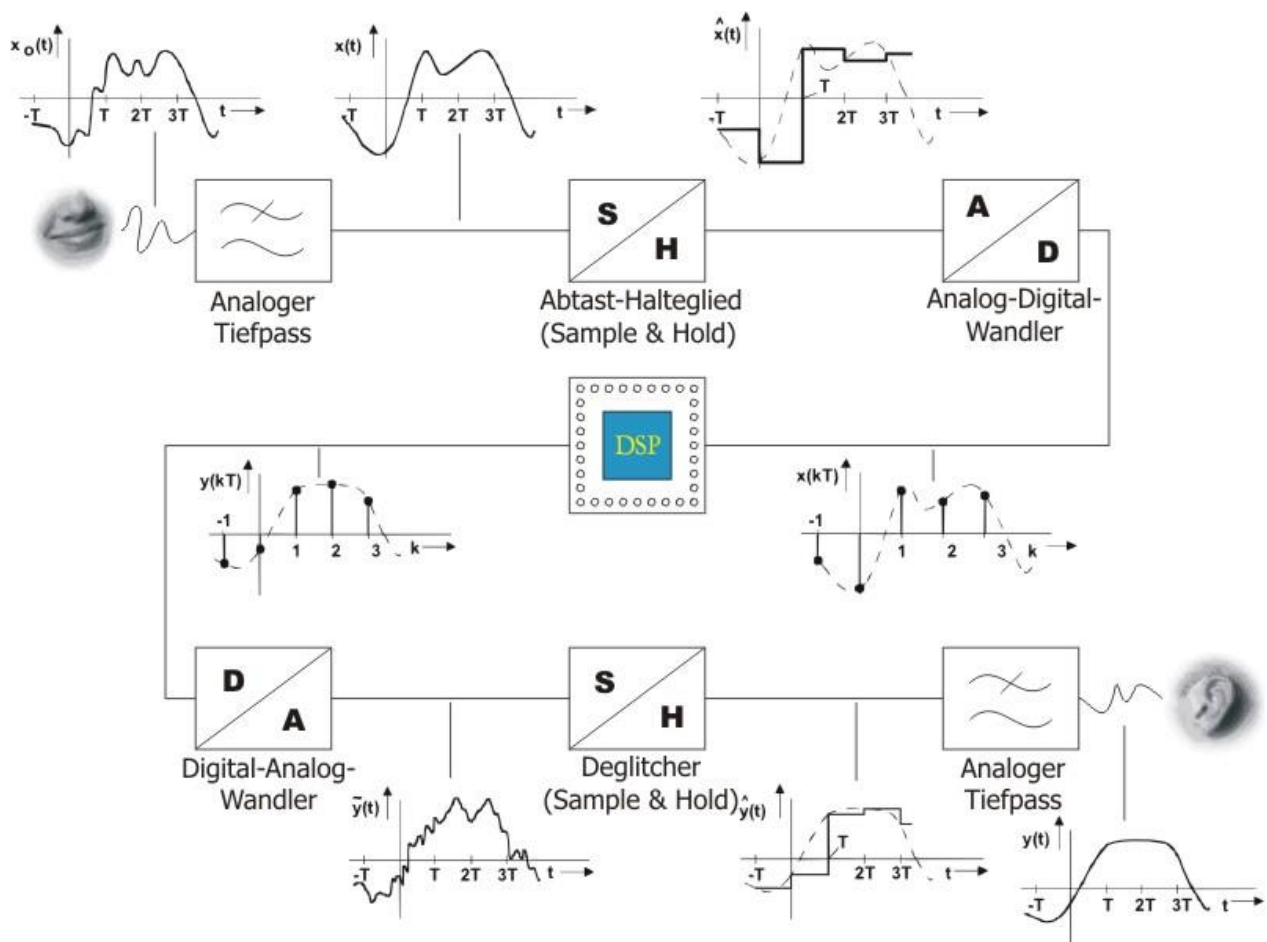 xₒ(t)
-T T 2T 3T t
x(t)
-T T 2T 3T t
x̂(t)
-T T 2T 3T t
S
H
A
D
Analoger
Tiefpass
Abtast-Halteglied
(Sample & Hold)
Analog-Digital-
Wandler
DSP
y(kT)
-1 1 2 3 k
x(kT)
-1 1 2 3 k
D
A
S
H
Digital-Analog-
Wandler
Deglitcher
(Sample & Hold)
Analoger
Tiefpass
ỹ(t)
-T T 2T 3T t
ŷ(t)
-T T 2T 3T t
y(t)
-T T 2T 3T t